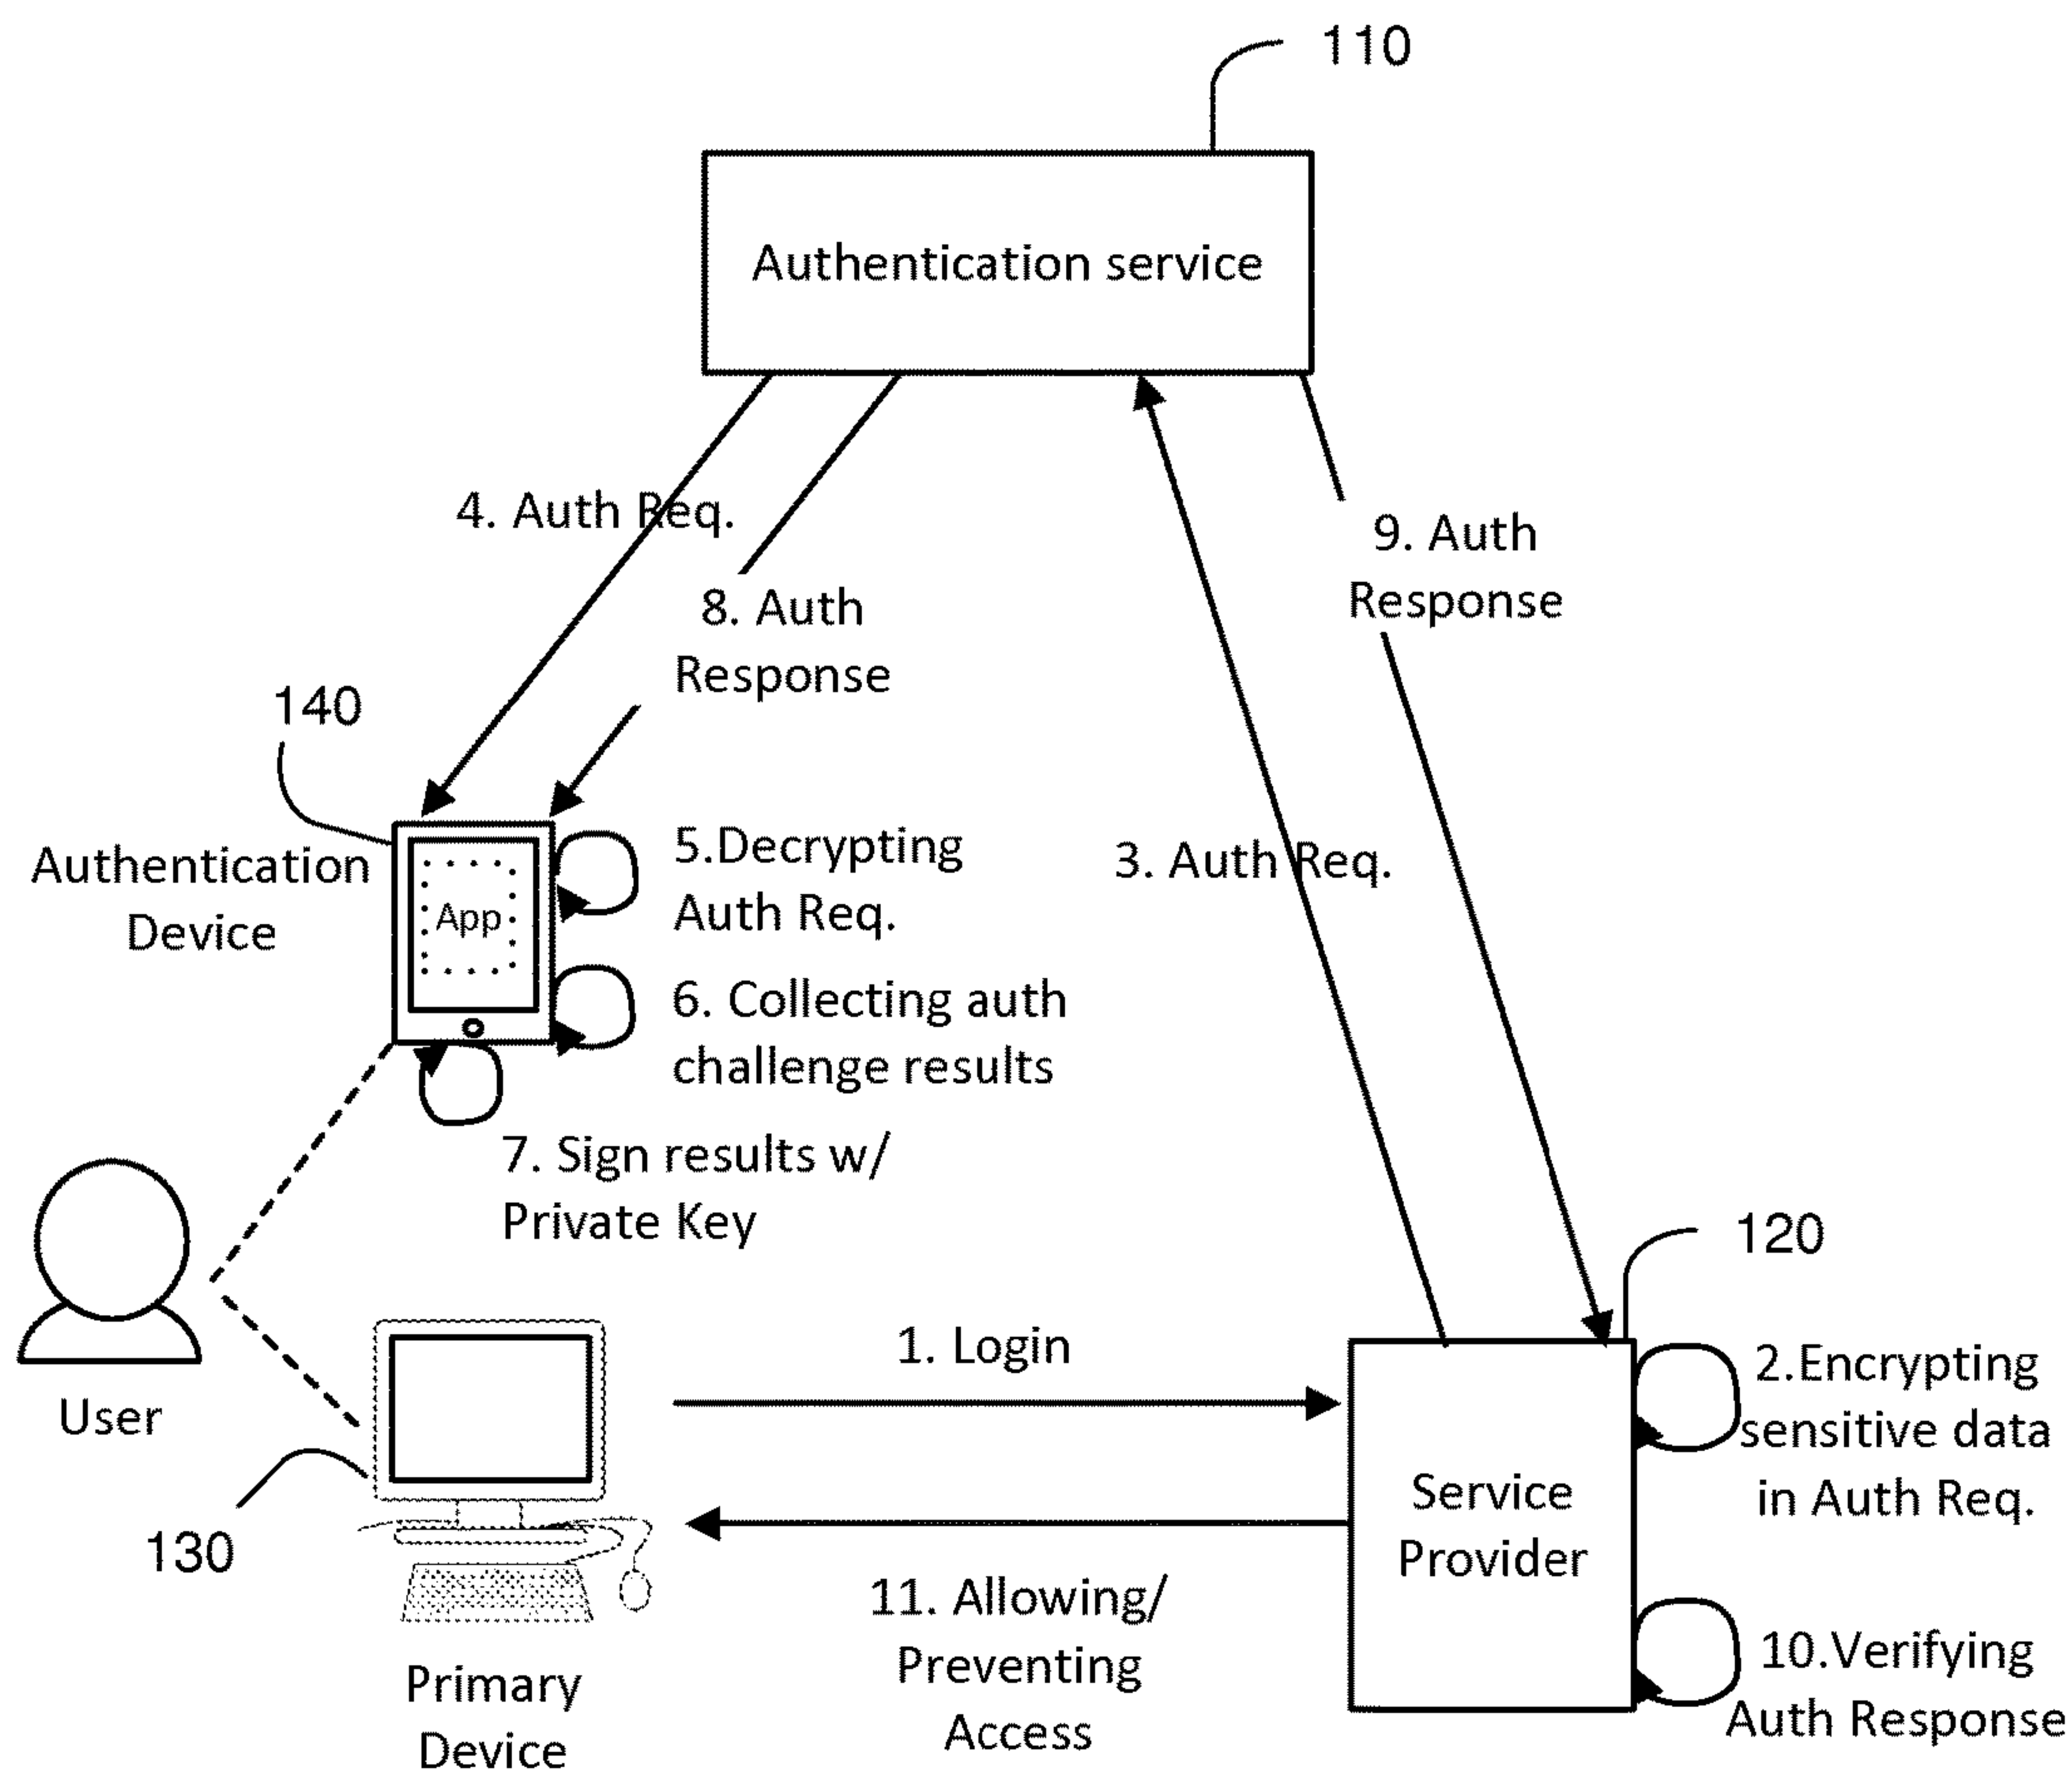 110
Authentication service
4. Auth Req.
8. Auth
Response
9. Auth
Response
140
Authentication
Device
App
5.Decrypting
Auth Req.
3. Auth Req.
6. Collecting auth
challenge results
7. Sign results w/
Private Key
120
User
1. Login
2.Encrypting
sensitive data
in Auth Req.
Service
Provider
130
11. Allowing/
Preventing
Access
10.Verifying
Auth Response
Primary
Device